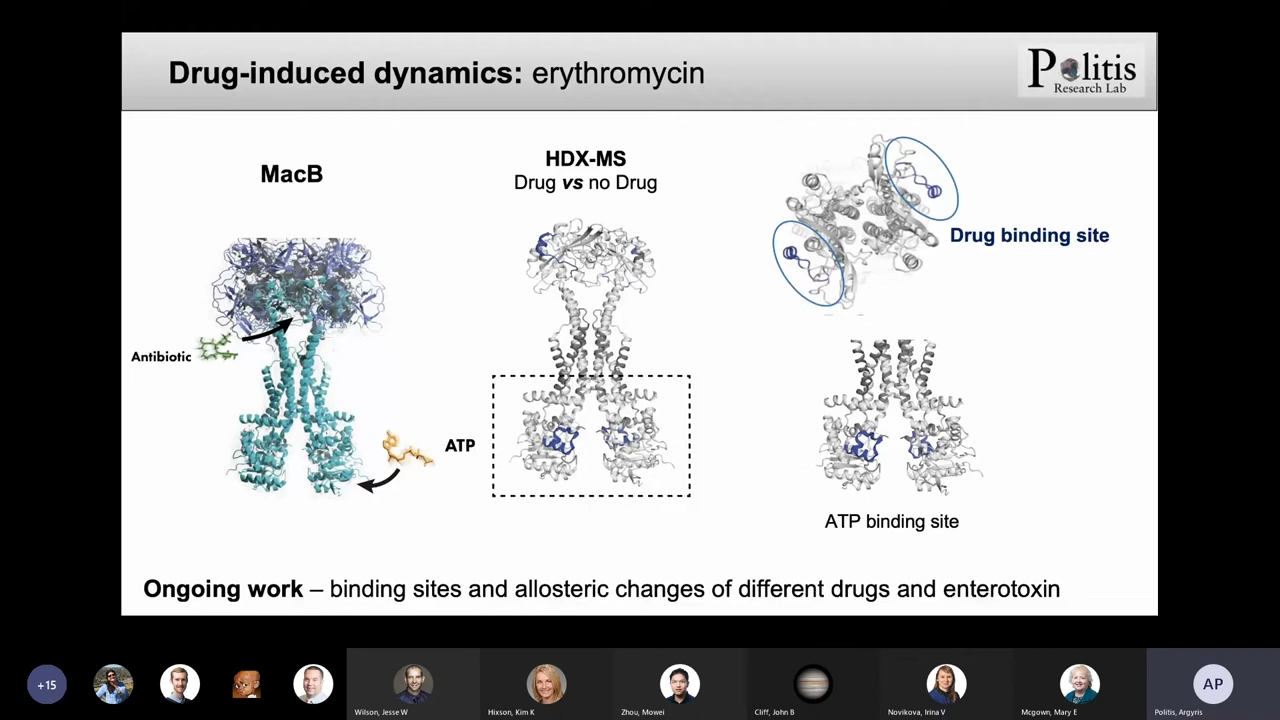 Drug-induced dynamics: erythromycin
Politis
Research Lab
MacB
HDX-MS
Drug vs no Drug
Drug binding site
Antibiotic
ATP
ATP binding site
Ongoing work – binding sites and allosteric changes of different drugs and enterotoxin
+15
AP
Wilson, Jesse W
Hixson, Kim K
Zhou, Mowei
Cliff, John B
Novikova, Irina V
Mcgown, Mary E
Politis, Argyris